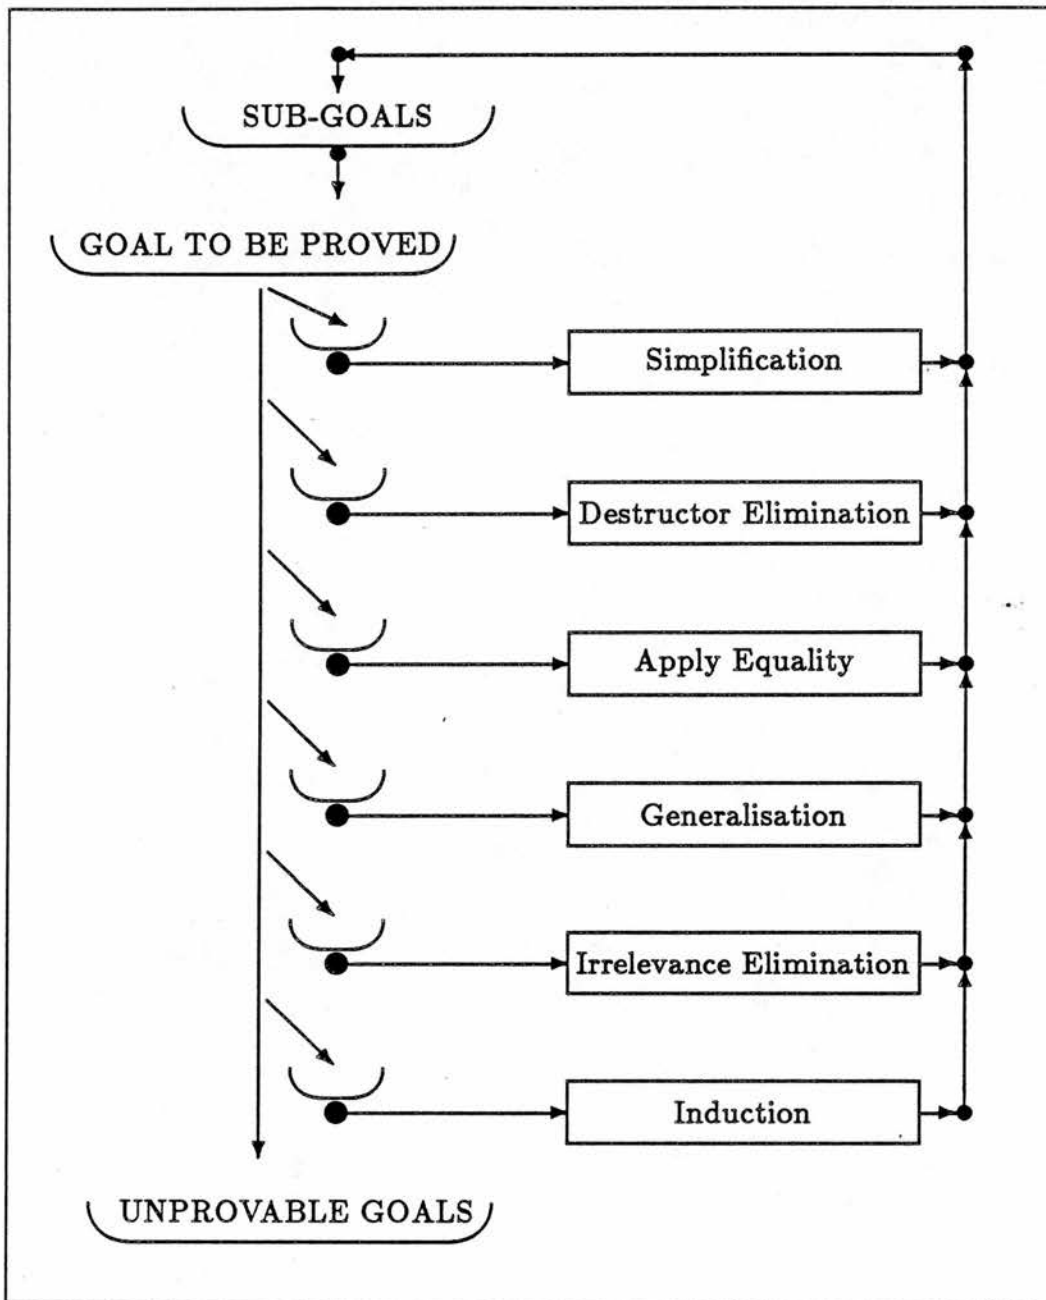 SUB-GOALS
GOAL TO BE PROVED
Simplification
Destructor Elimination
Apply Equality
Generalisation
Irrelevance Elimination
Induction
UNPROVABLE GOALS